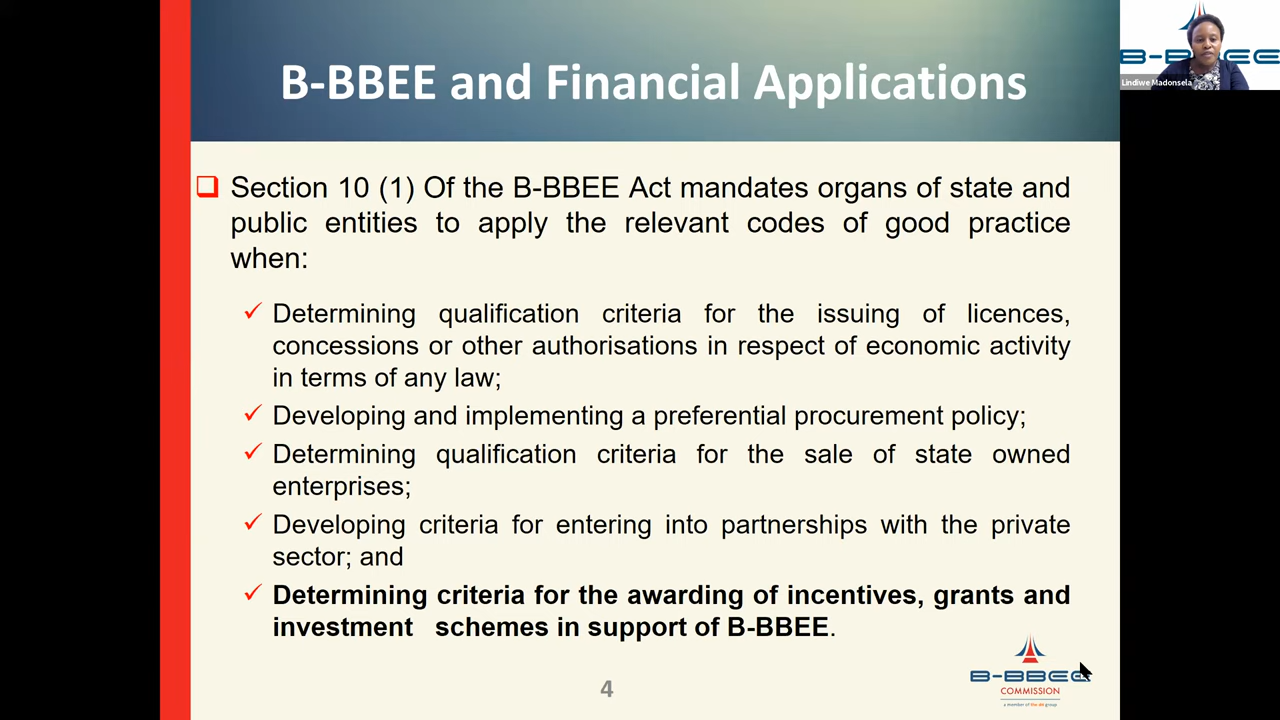 B-BBEE and Financial Applications
B-BBEE
Lindiwe Madonsela
Section 10 (1) Of the B-BBEE Act mandates organs of state and
public entities to apply the relevant codes of good practice
when:
Determining qualification criteria for the issuing of licences,
concessions or other authorisations in respect of economic activity
in terms of any law;
Developing and implementing a preferential procurement policy;
Determining qualification criteria for the sale of state owned
enterprises;
Developing criteria for entering into partnerships with the private
sector; and
Determining criteria for the awarding of incentives, grants and
investment schemes in support of B-BBEE.
B-BBEE
COMMISSION
a member of the dti group
4